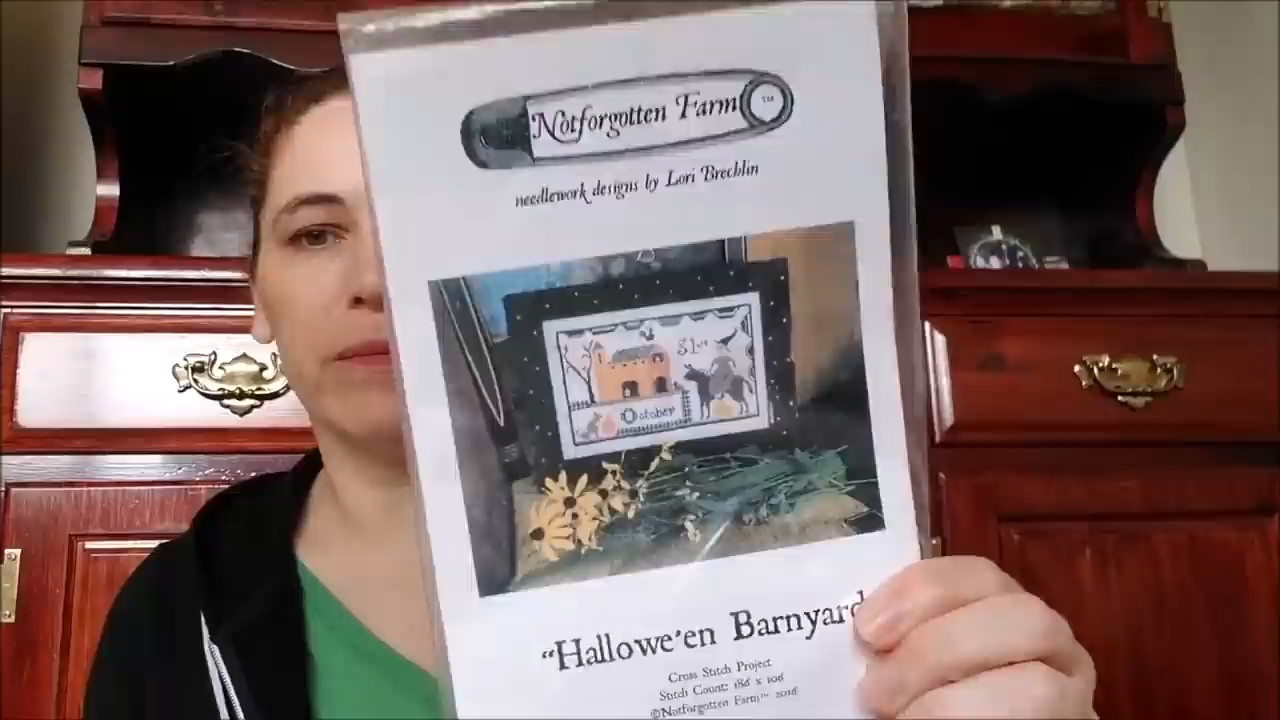 Notforgotten Farm TM
needlework designs by Lori Brechlin
31st
October
"Hallowe'en Barnyard
Cross Stitch Project
Stitch Count: 186 x 106
©Notforgotten Farm™ 2016